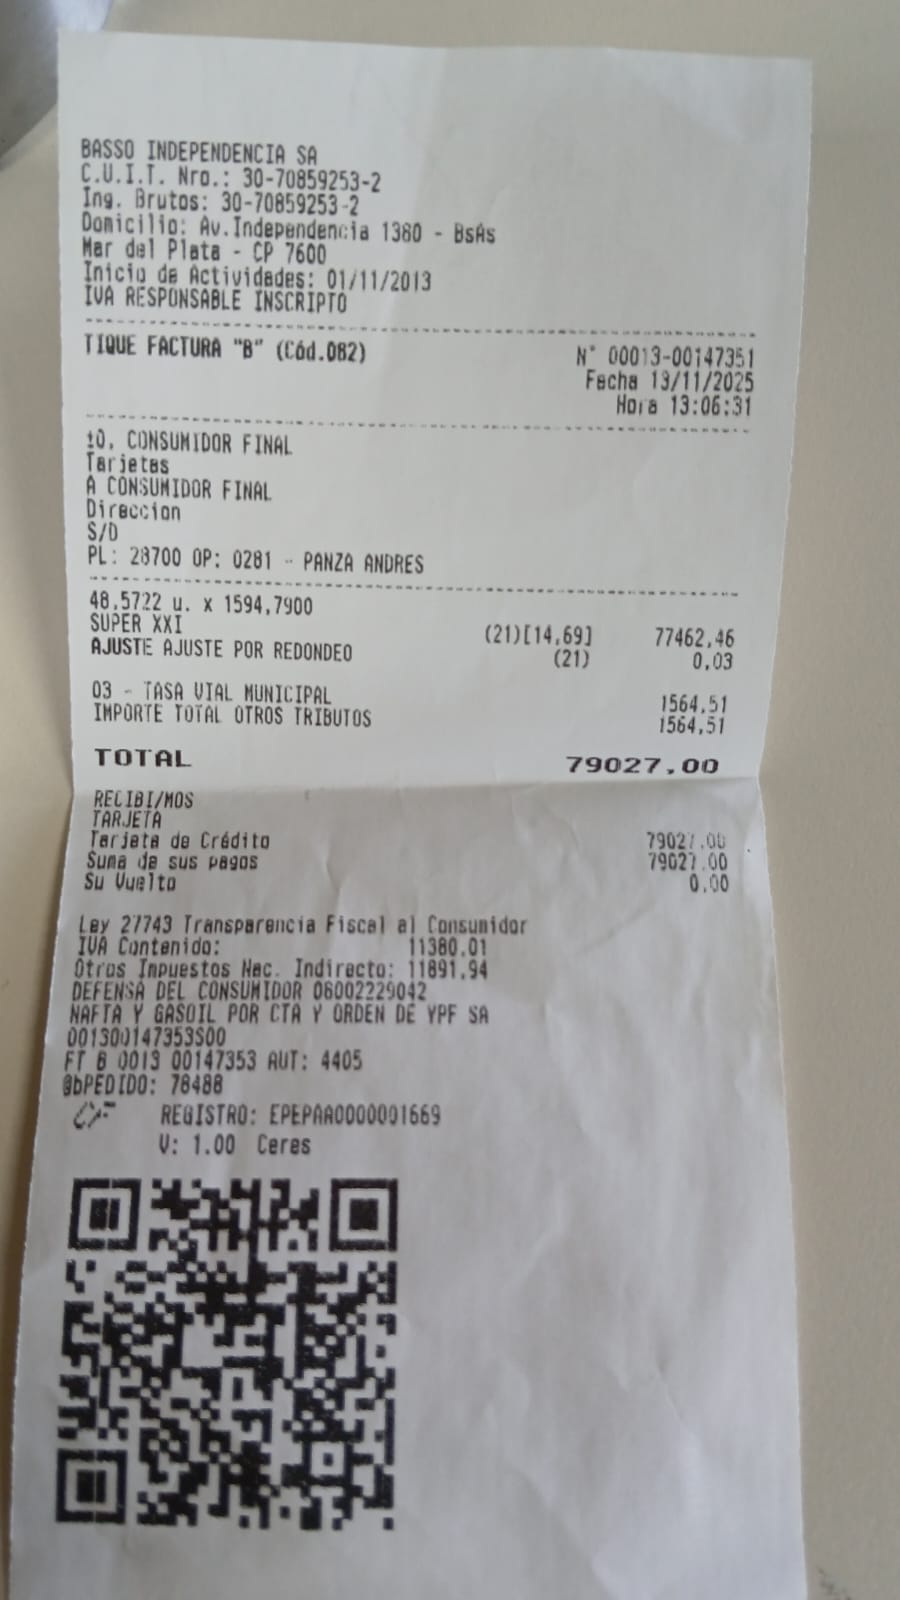 BASSO INDEPENDENCIA SA
C.U.I.T. Nro.: 30-70859253-2
Ing. Brutos: 30-70859253-2
Domicilio: Av.Independencia 1380 - BsAs
Mar del Plata - CP 7600
Inicio de Actividades: 01/11/2013
IVA RESPONSABLE INSCRIPTO
TIQUE FACTURA "B" (Cód.082) N° 00013-00147351
Fecha 13/11/2025
Hora 13:06:31
10, CONSUMIDOR FINAL
Tarjetas
A CONSUMIDOR FINAL
Direccion
S/D
PL: 28700 OP: 0281 - PANZA ANDRES
48,5722 u. x 1594,7900
SUPER XXI (21)[14,69] 77462,46
AJUSTE AJUSTE POR REDONDEO (21) 0,03
03 - TASA VIAL MUNICIPAL 1564,51
IMPORTE TOTAL OTROS TRIBUTOS 1564,51
TOTAL 79027,00
RECIBI/MOS
TARJETA
Tarjeta de Crédito 79027.00
Suma de sus pagos 79027.00
Su Vuelto 0.00
Ley 27743 Transparencia Fiscal al Consumidor
IVA Contenido: 11380.01
Otros Impuestos Nac. Indirecto: 11891.94
DEFENSA DEL CONSUMIDOR 08002229042
NAFTA Y GASOIL POR CTA Y ORDEN DE YPF SA
001300147353S00
FT B 0013 00147353 AUT: 4405
@bPEDIDO: 78488
CF REGISTRO: EPEPAA0000001669
V: 1.00 Ceres